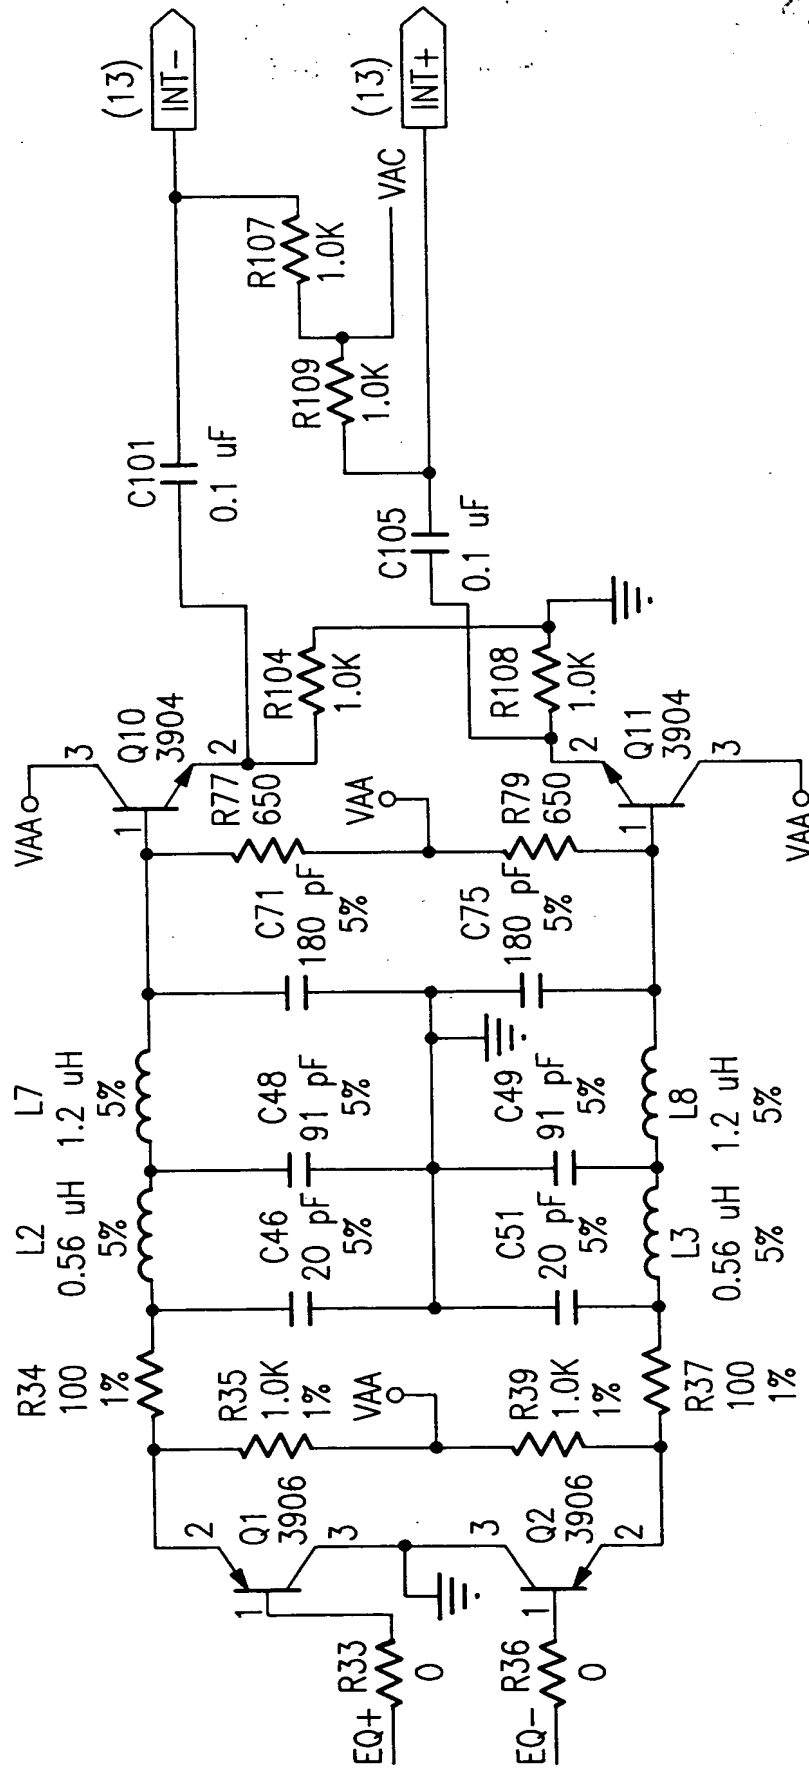 EQ+
R33
0
EQ-
R36
0
1
2
Q1
3906
3
3
Q2
3906
2
1
R34
100
1%
R35
1.0K
1%
VAA
R39
1.0K
1%
R37
100
1%
L2
0.56 uH
5%
C46
20 pF
5%
C51
20 pF
5%
L3
0.56 uH
5%
L7
1.2 uH
5%
C48
91 pF
5%
C49
91 pF
5%
L8
1.2 uH
5%
C71
180 pF
5%
C75
180 pF
5%
VAA
3
Q10
3904
2
1
R77
650
VAA
R79
650
1
2
Q11
3904
3
VAA
R104
1.0K
R108
1.0K
C101
0.1 uF
C105
0.1 uF
R109
1.0K
R107
1.0K
VAC
(13)
INT-
(13)
INT+